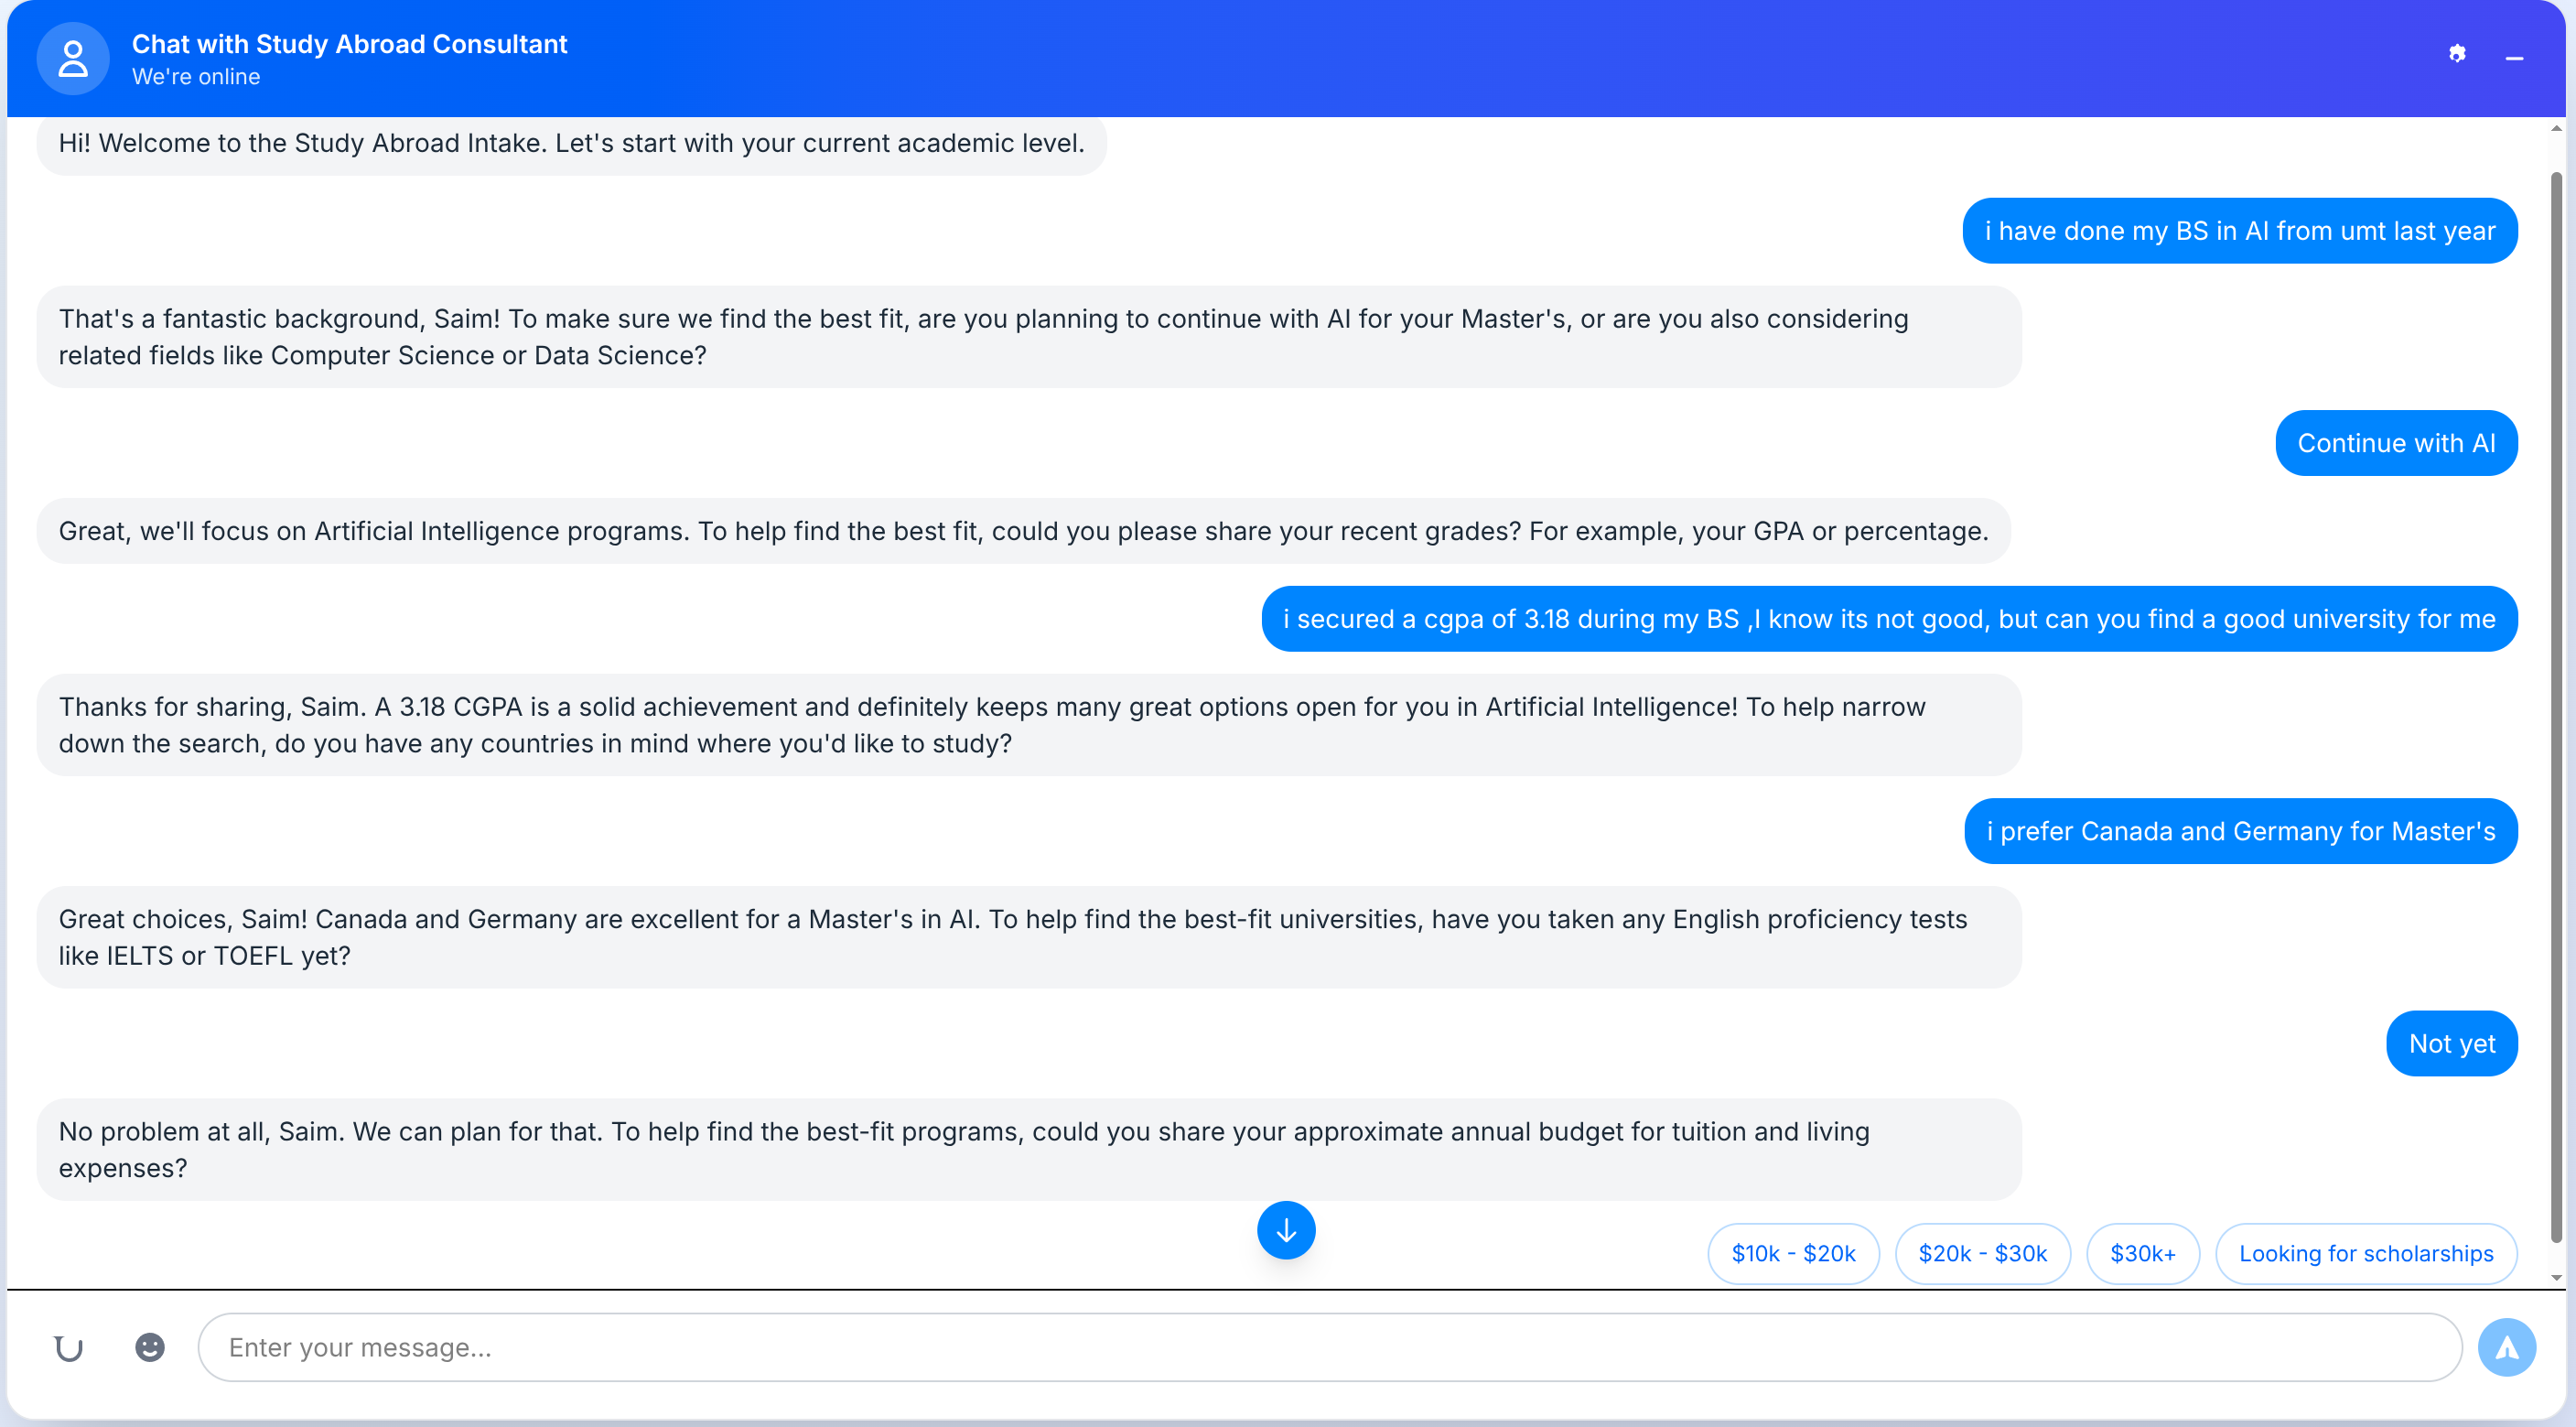 Chat with Study Abroad Consultant
We're online
Hi! Welcome to the Study Abroad Intake. Let's start with your current academic level.
i have done my BS in AI from umt last year
That's a fantastic background, Saim! To make sure we find the best fit, are you planning to continue with AI for your Master's, or are you also considering
related fields like Computer Science or Data Science?
Continue with AI
Great, we'll focus on Artificial Intelligence programs. To help find the best fit, could you please share your recent grades? For example, your GPA or percentage.
i secured a cgpa of 3.18 during my BS ,I know its not good, but can you find a good university for me
Thanks for sharing, Saim. A 3.18 CGPA is a solid achievement and definitely keeps many great options open for you in Artificial Intelligence! To help narrow
down the search, do you have any countries in mind where you'd like to study?
i prefer Canada and Germany for Master's
Great choices, Saim! Canada and Germany are excellent for a Master's in AI. To help find the best-fit universities, have you taken any English proficiency tests
like IELTS or TOEFL yet?
Not yet
No problem at all, Saim. We can plan for that. To help find the best-fit programs, could you share your approximate annual budget for tuition and living
expenses?
$10k - $20k $20k - $30k $30k+ Looking for scholarships
Enter your message...